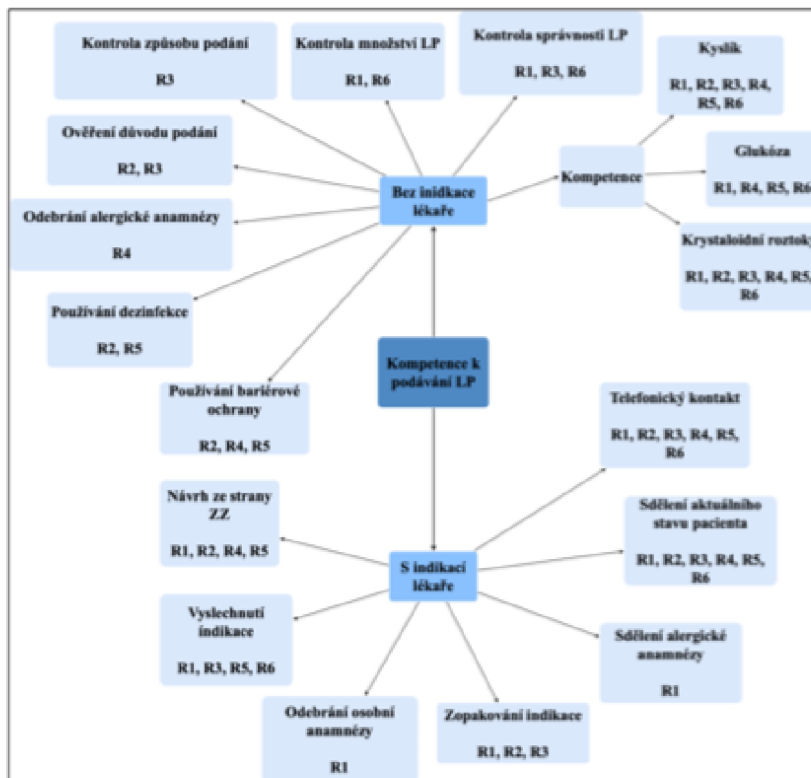 Kontrola způsobu podání
R3
Kontrola množství LP
R1, R6
Kontrola správnosti LP
R1, R3, R6
Kyslík
R1, R2, R3, R4,
R5, R6
Ověření důvodu podání
R2, R3
Glukóza
R1, R4, R5, R6
Kompetence
Bez inidkace
lékaře
Odebrání alergické anamnézy
R4
Krystaloidní roztoky
R1, R2, R3, R4, R5,
R6
Používání dezinfekce
R2, R5
Kompetence k
podávání LP
Používání bariérové
ochrany
R2, R4, R5
Telefonický kontakt
R1, R2, R3, R4, R5,
R6
Návrh ze strany
ZZ
R1, R2, R4, R5
Sdělení aktuálního
stavu pacienta
R1, R2, R3, R4, R5,
R6
S indikací
lékaře
Vyslechnutí
indikace
R1, R3, R5, R6
Sdělení alergické
anamnézy
R1
Odebrání osobní
anamnézy
R1
Zopakování indikace
R1, R2, R3